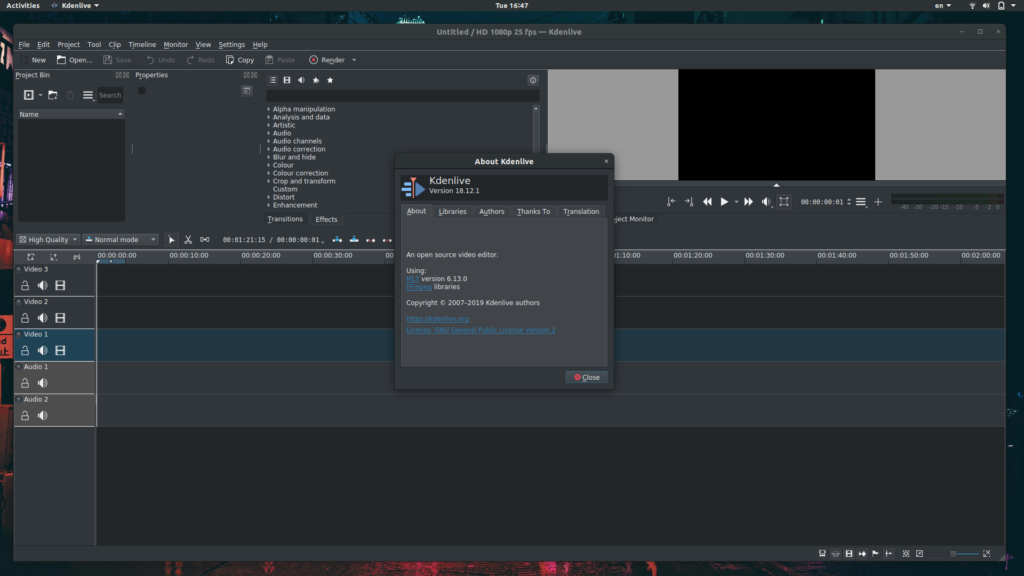 Activities Kdenlive Tue 16:47 en
Untitled / HD 1080p 25 fps — Kdenlive
File Edit Project Tool Clip Timeline Monitor View Settings Help
New Open... Save Undo Redo Copy Paste Render
Project Bin Properties
Search
Name
Alpha manipulation
Analysis and data
Artistic
Audio
Audio channels
Audio correction
Blur and hide
Colour
Colour correction
Crop and transform
Custom
Distort
Enhancement
Transitions Effects
About Kdenlive
Kdenlive
Version 18.12.1
About Libraries Authors Thanks To Translation
An open source video editor.
Using:
MLT version 6.13.0
FFmpeg libraries
Copyright © 2007–2019 Kdenlive authors
https://kdenlive.org
License: GNU General Public License Version 2
Close
00:00:00:01
-45 -30 -20 -15 -10 -5 -2 0
ject Monitor
High Quality Normal mode 00:01:21:15 / 00:00:00:01
00:00:00:00 00:00:10:00 00:00:20:00 00:00:30:00 :01:10:00 00:01:20:00 00:01:30:00 00:01:40:00 00:01:50:00 00:02:00:00
Video 3
Video 2
Video 1
Audio 1
Audio 2